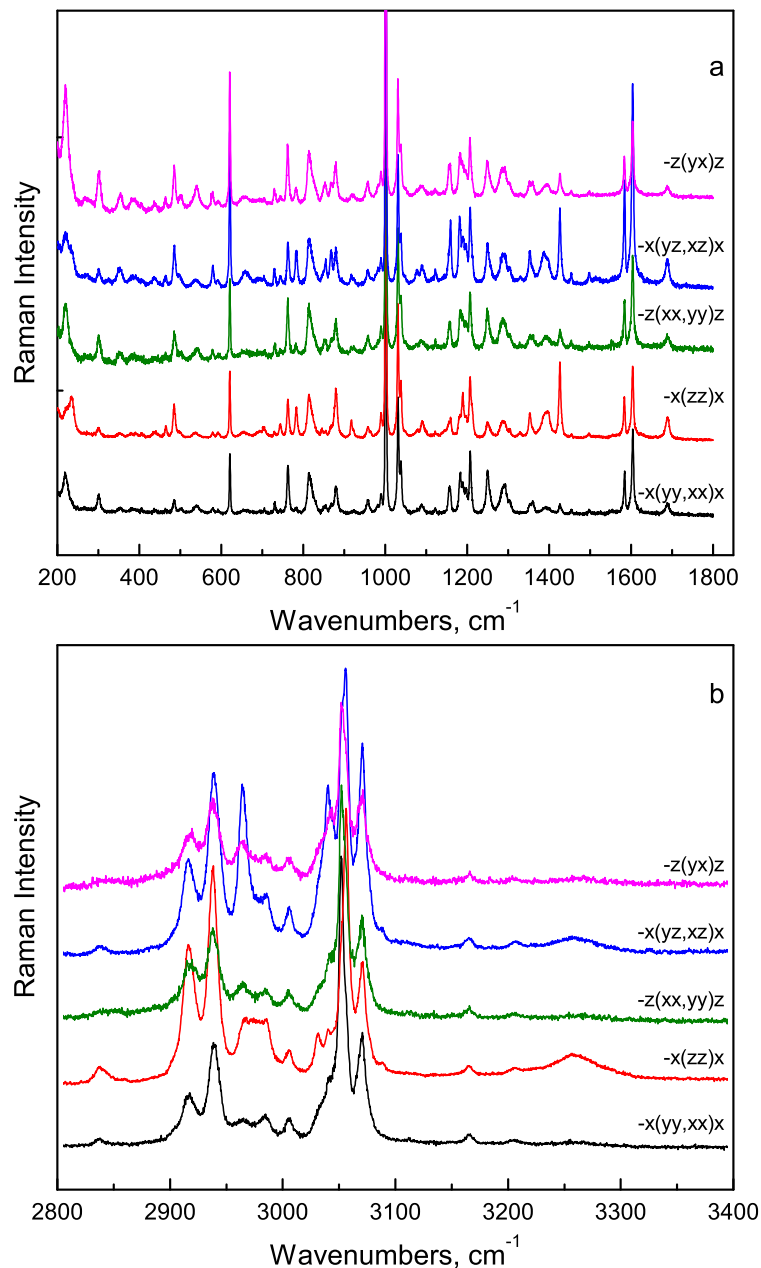 a
-z(yx)z
-x(yz,xz)x
-z(xx,yy)z
-x(zz)x
-x(yy,xx)x
Raman Intensity
200 400 600 800 1000 1200 1400 1600 1800
Wavenumbers, cm-1
b
-z(yx)z
-x(yz,xz)x
-z(xx,yy)z
-x(zz)x
-x(yy,xx)x
Raman Intensity
2800 2900 3000 3100 3200 3300 3400
Wavenumbers, cm-1